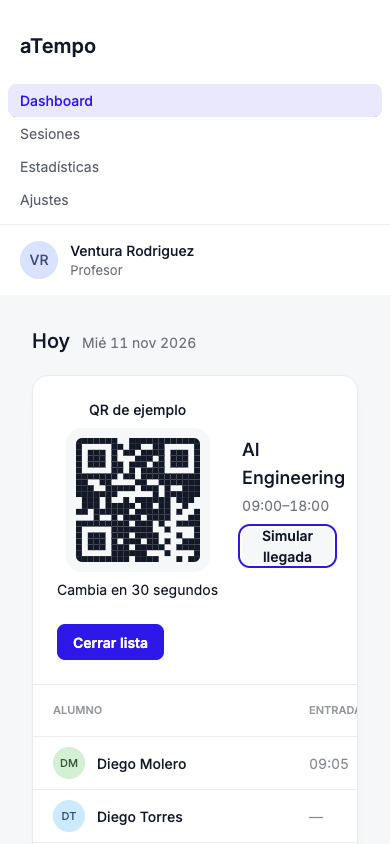 aTempo
Dashboard
Sesiones
Estadísticas
Ajustes
VR
Ventura Rodriguez
Profesor
Hoy Mié 11 nov 2026
QR de ejemplo
AI
Engineering
09:00–18:00
Simular
llegada
Cambia en 30 segundos
Cerrar lista
ALUMNO ENTRADA
DM Diego Molero 09:05
DT Diego Torres —